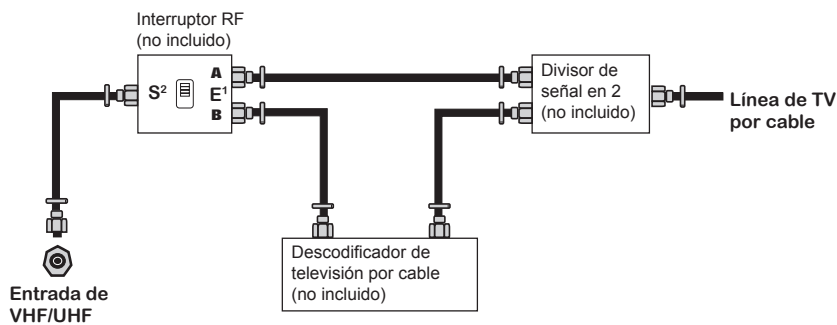 Interruptor RF
(no incluido)
A
S²
E¹
B
Divisor de
señal en 2
(no incluido)
Línea de TV
por cable
Descodificador de
televisión por cable
(no incluido)
Entrada de
VHF/UHF